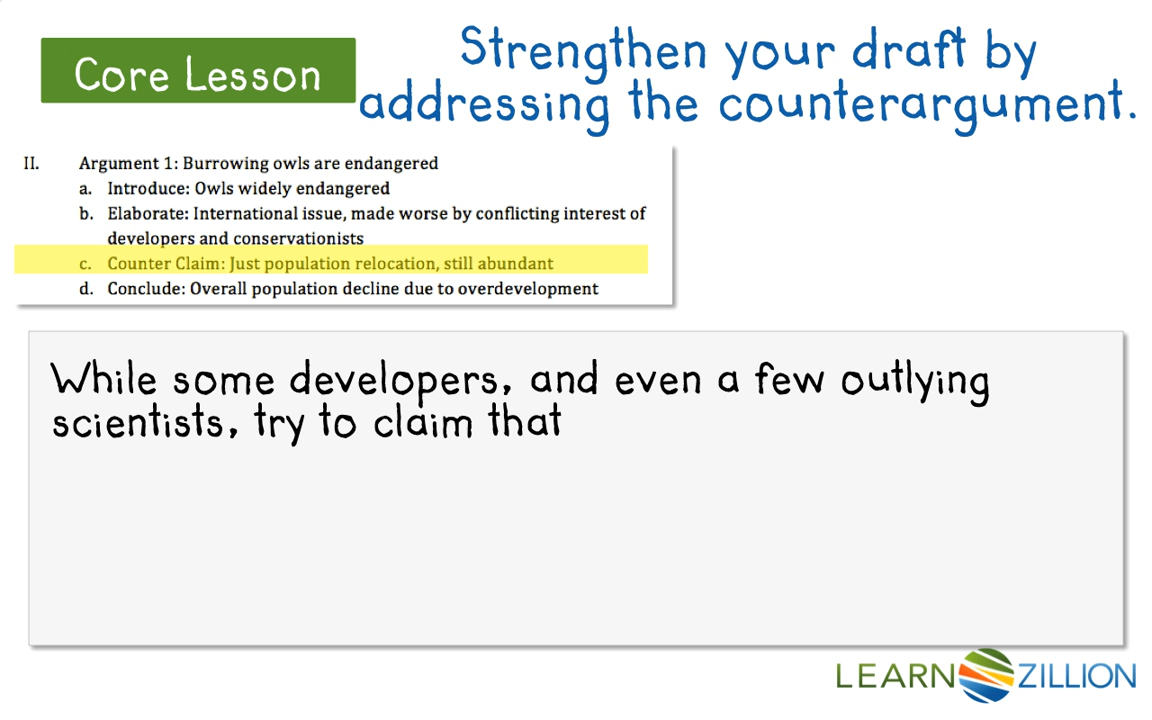 Core Lesson
Strengthen your draft by
addressing the counterargument.
II. Argument 1: Burrowing owls are endangered
a. Introduce: Owls widely endangered
b. Elaborate: International issue, made worse by conflicting interest of
developers and conservationists
c. Counter Claim: Just population relocation, still abundant
d. Conclude: Overall population decline due to overdevelopment
While some developers, and even a few outlying
scientists, try to claim that
LEARN ZILLION